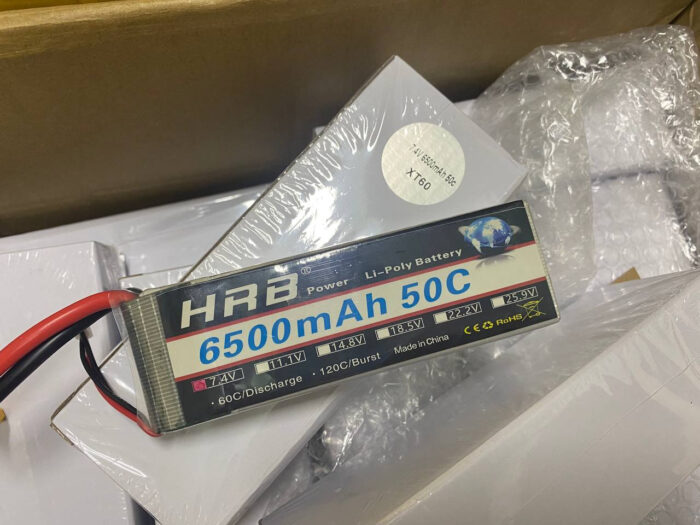 7.4V 6500mAh 50c
XT60
HRB® Power Li-Poly Battery
6500mAh 50C
7.4V 11.1V 14.8V 18.5V 22.2V 25.9V
· 60C/Discharge · 120C/Burst Made in China CE RoHS